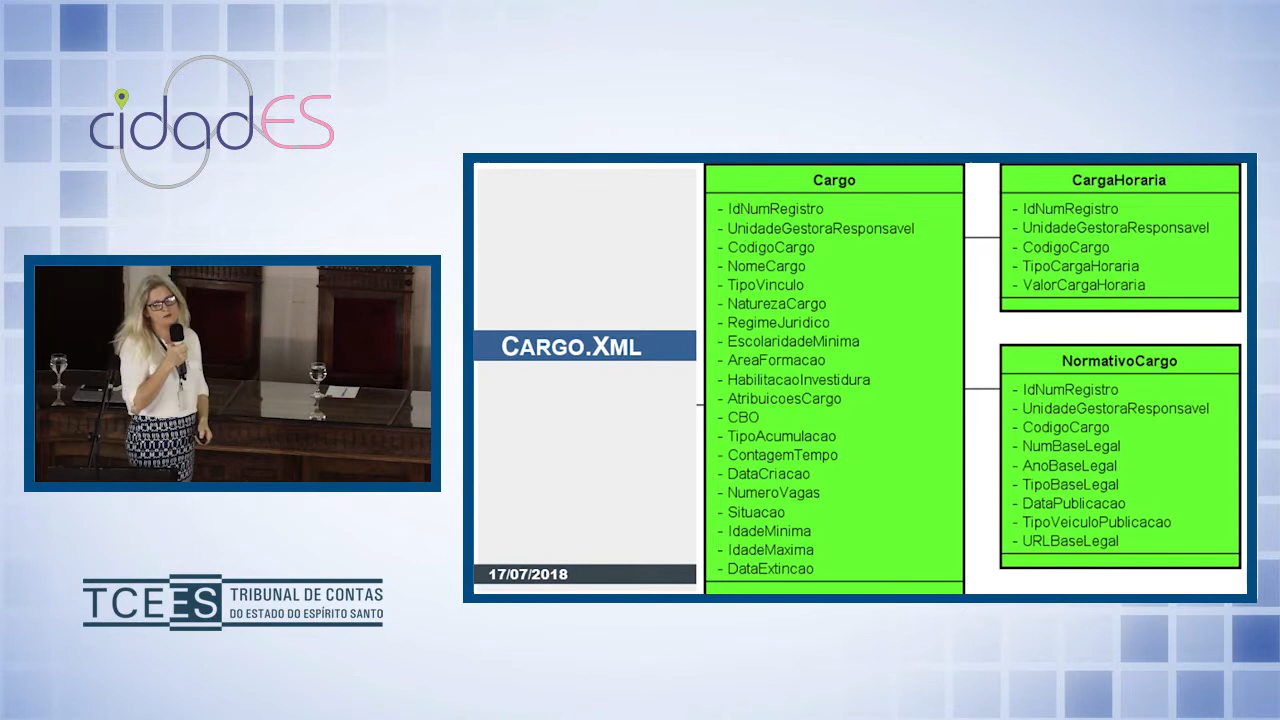 cidadES
TCEES
TRIBUNAL DE CONTAS
DO ESTADO DO ESPÍRITO SANTO
CARGO.XML
17/07/2018
Cargo
- IdNumRegistro
- UnidadeGestoraResponsavel
- CodigoCargo
- NomeCargo
- TipoVinculo
- NaturezaCargo
- RegimeJuridico
- EscolaridadeMinima
- AreaFormacao
- HabilitacaoInvestidura
- AtribuicoesCargo
- CBO
- TipoAcumulacao
- ContagemTempo
- DataCriacao
- NumeroVagas
- Situacao
- IdadeMinima
- IdadeMaxima
- DataExtincao
CargaHoraria
- IdNumRegistro
- UnidadeGestoraResponsavel
- CodigoCargo
- TipoCargaHoraria
- ValorCargaHoraria
NormativoCargo
- IdNumRegistro
- UnidadeGestoraResponsavel
- CodigoCargo
- NumBaseLegal
- AnoBaseLegal
- TipoBaseLegal
- DataPublicacao
- TipoVeiculoPublicacao
- URLBaseLegal